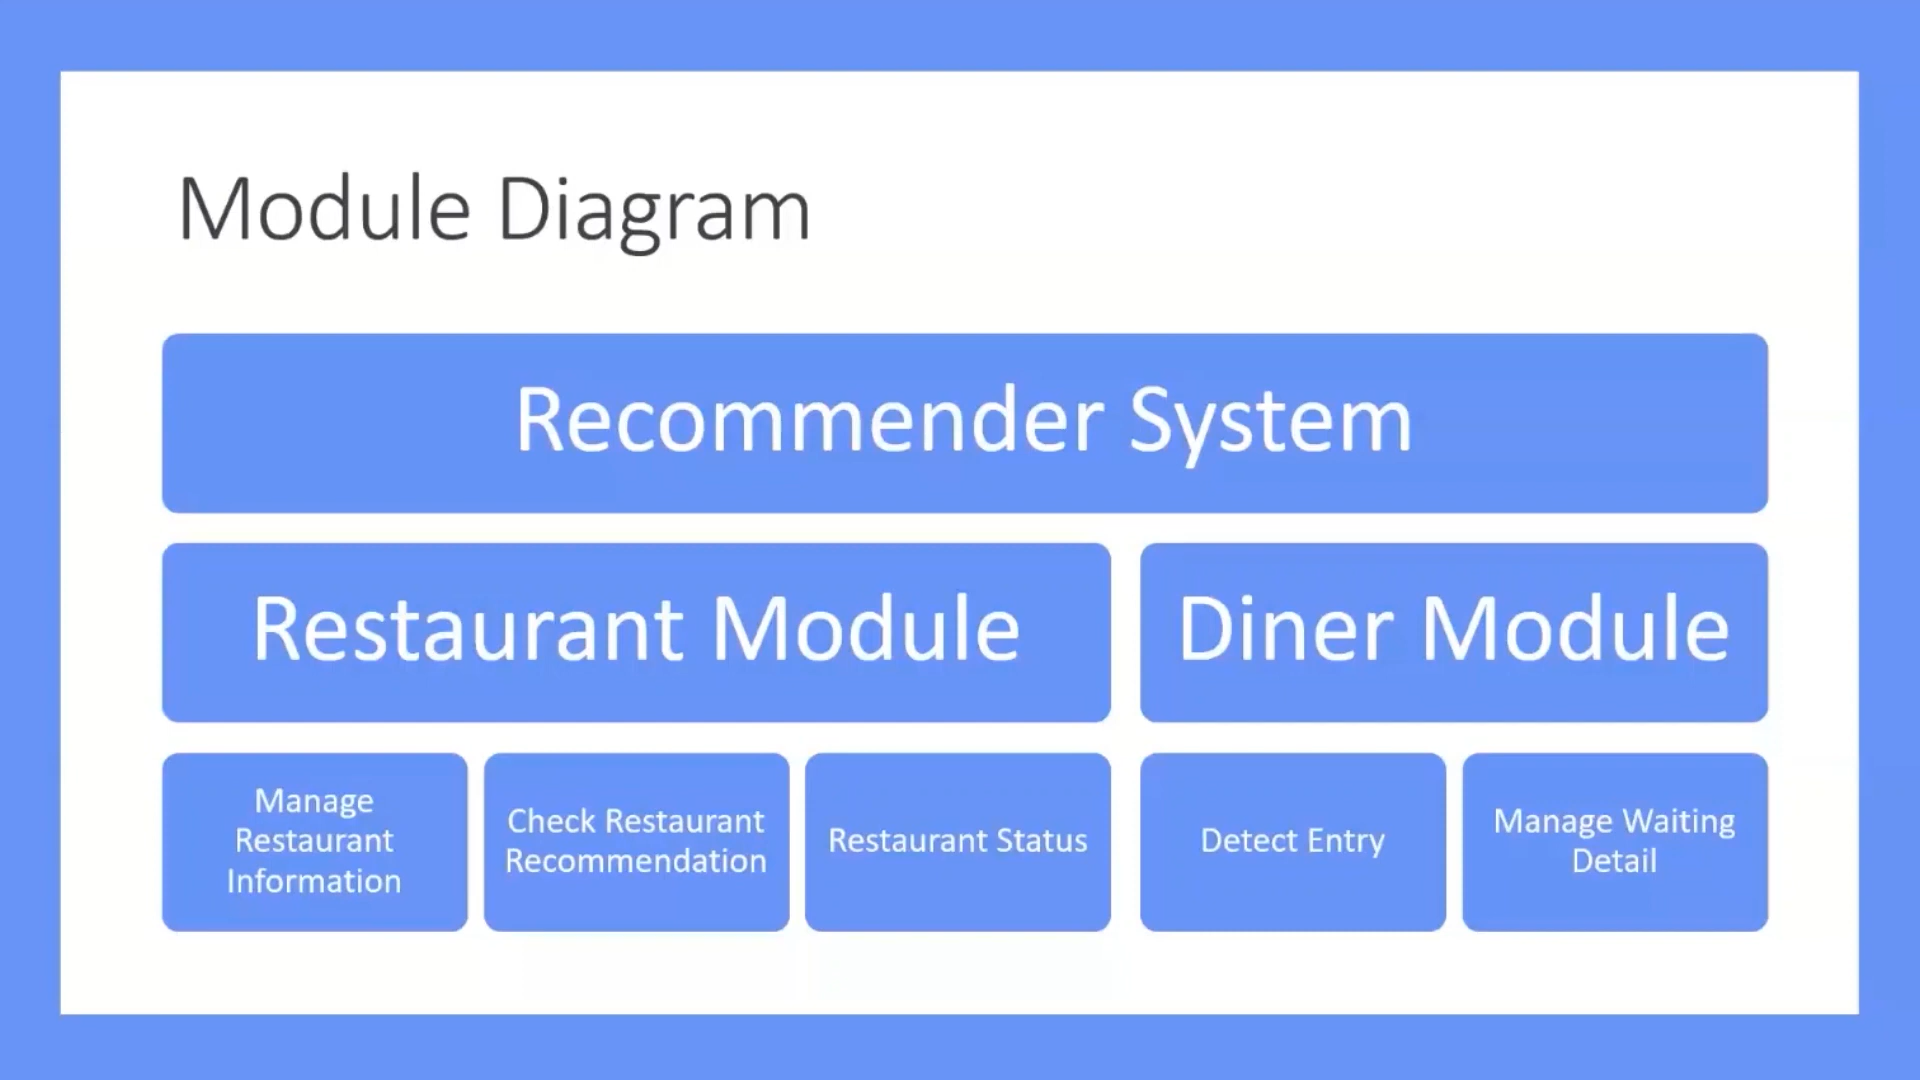 Module Diagram
Recommender System
Restaurant Module
Diner Module
Manage
Restaurant
Information
Check Restaurant
Recommendation
Restaurant Status
Detect Entry
Manage Waiting
Detail